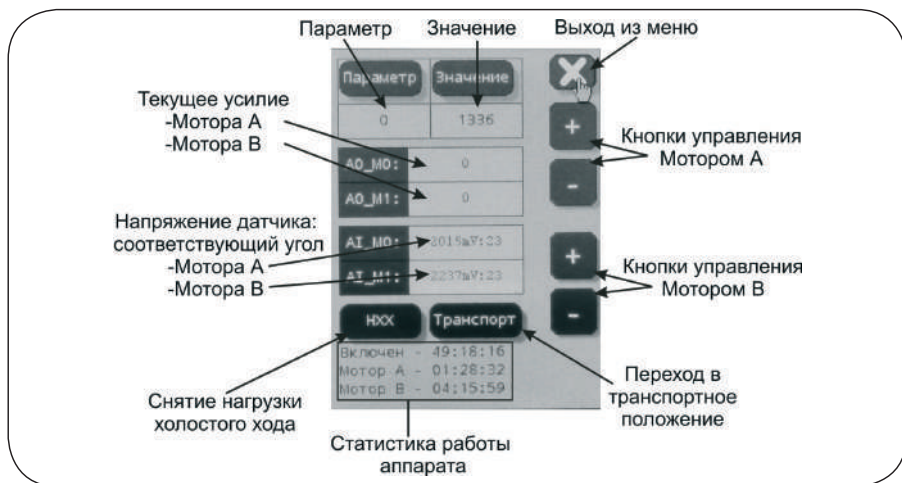 Параметр
Значение
Выход из меню
Параметр
Значение
0
1336
Текущее усилие
-Мотора А
-Мотора В
+
-
Кнопки управления
Мотором А
AO_M0:
0
AO_M1:
0
Напряжение датчика:
соответствующий угол
-Мотора А
-Мотора В
AI_M0:
2015mV:23
AI_M1:
2237mV:23
+
-
Кнопки управления
Мотором В
НХХ
Транспорт
Включен - 49:18:16
Мотор А - 01:28:32
Мотор В - 04:15:59
Снятие нагрузки
холостого хода
Переход в
транспортное
положение
Статистика работы
аппарата